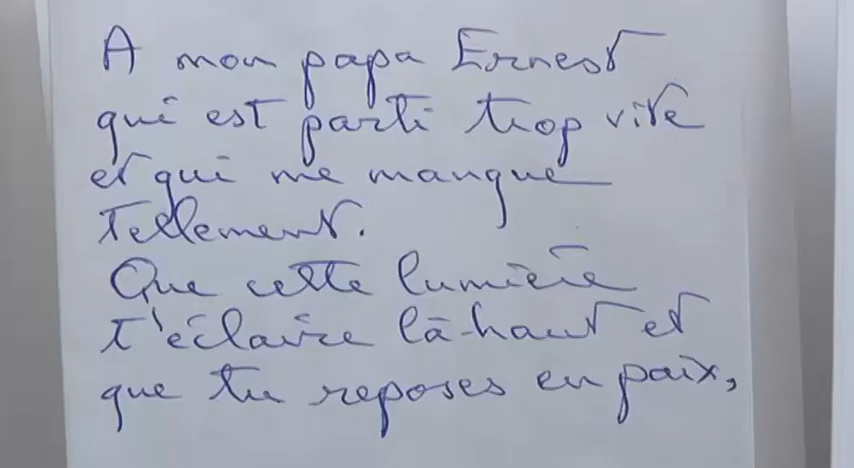 A mon papa Ernest
qui est parti trop vite
et qui me manque
tellement.
Que cette lumière
t'éclaire là-haut et
que tu reposes en paix,